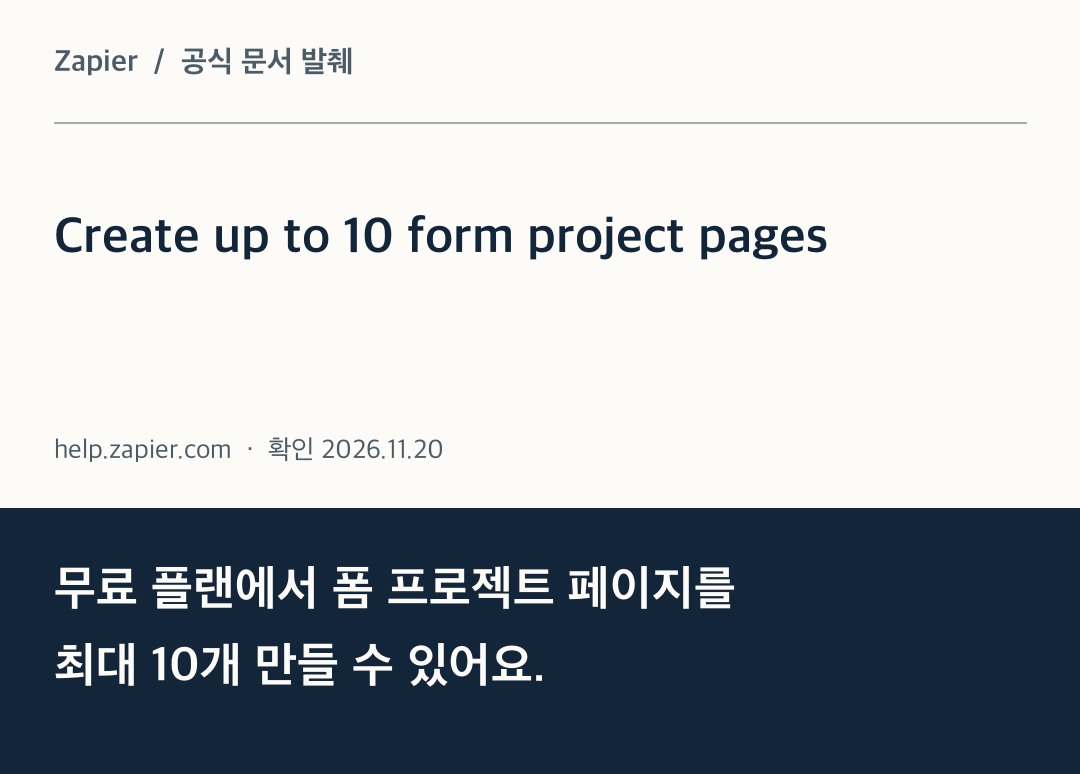 Zapier / 공식 문서 발췌
Create up to 10 form project pages
help.zapier.com · 확인 2026.11.20
무료 플랜에서 폼 프로젝트 페이지를
최대 10개 만들 수 있어요.